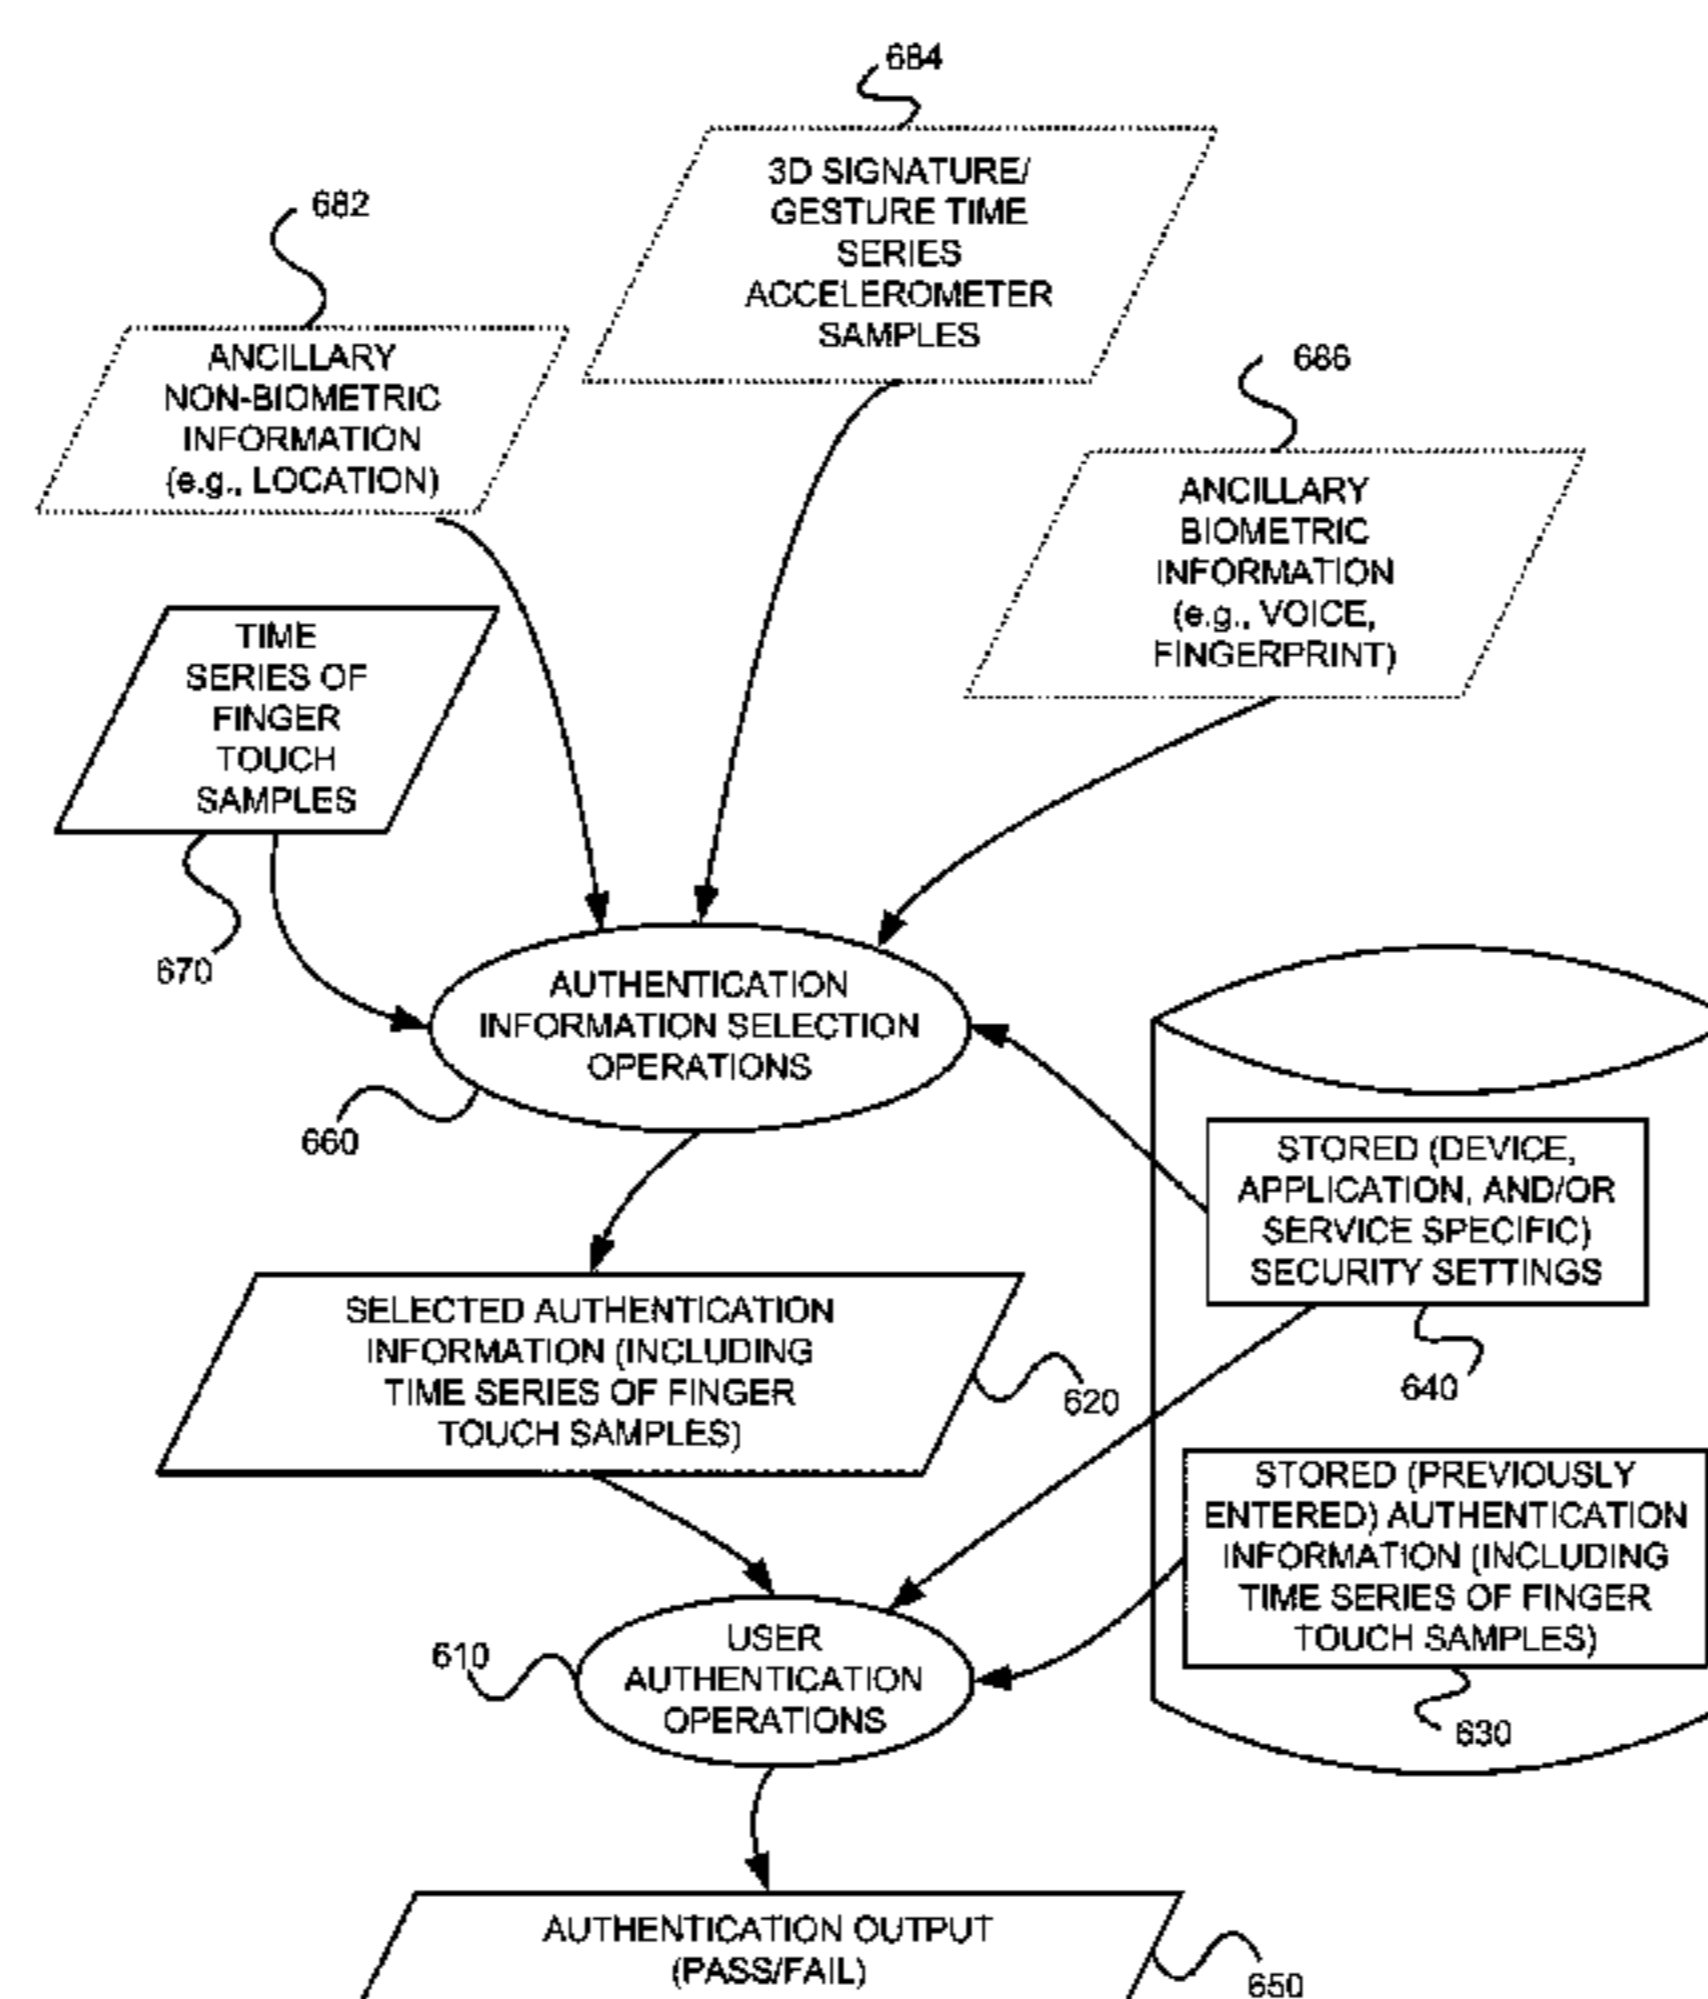 684
3D SIGNATURE/
GESTURE TIME
SERIES
ACCELEROMETER
SAMPLES
682
ANCILLARY
NON-BIOMETRIC
INFORMATION
(e.g., LOCATION)
686
ANCILLARY
BIOMETRIC
INFORMATION
(e.g., VOICE,
FINGERPRINT)
TIME
SERIES OF
FINGER
TOUCH
SAMPLES
670
AUTHENTICATION
INFORMATION SELECTION
OPERATIONS
660
STORED (DEVICE,
APPLICATION, AND/OR
SERVICE SPECIFIC)
SECURITY SETTINGS
640
SELECTED AUTHENTICATION
INFORMATION (INCLUDING
TIME SERIES OF FINGER
TOUCH SAMPLES)
620
STORED (PREVIOUSLY
ENTERED) AUTHENTICATION
INFORMATION (INCLUDING
TIME SERIES OF FINGER
TOUCH SAMPLES)
630
610
USER
AUTHENTICATION
OPERATIONS
AUTHENTICATION OUTPUT
(PASS/FAIL)
650